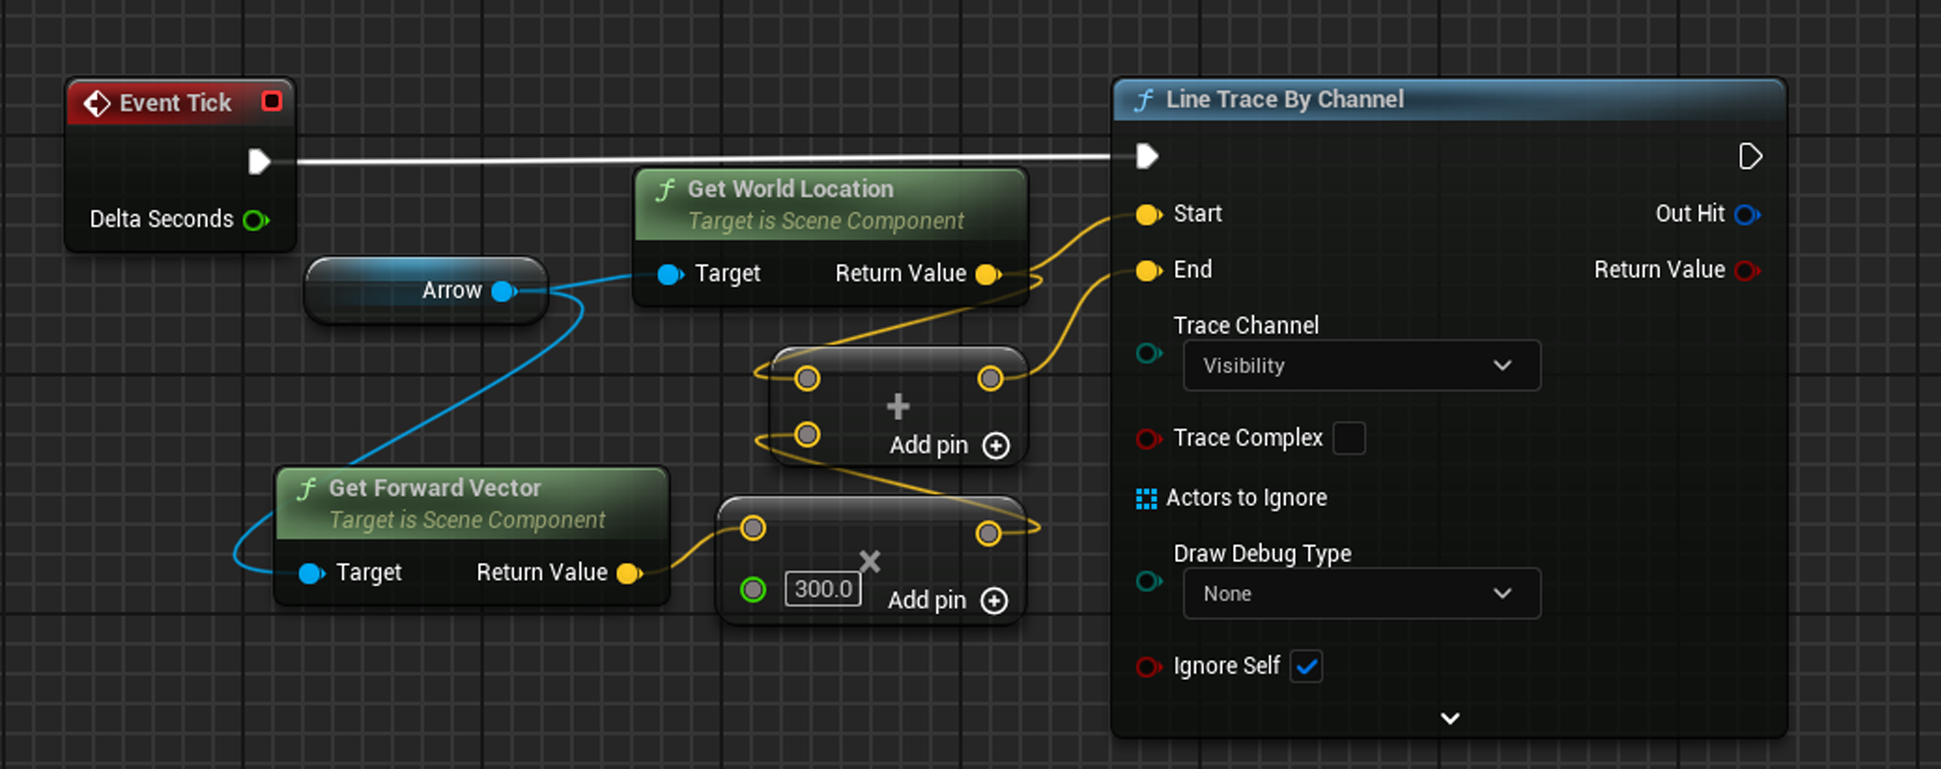 Event Tick
Delta Seconds
Arrow
f Get World Location
Target is Scene Component
Target
Return Value
+
Add pin
f Get Forward Vector
Target is Scene Component
Target
Return Value
×
300.0
Add pin
f Line Trace By Channel
Start
Out Hit
End
Return Value
Trace Channel
Visibility
Trace Complex
Actors to Ignore
Draw Debug Type
None
Ignore Self